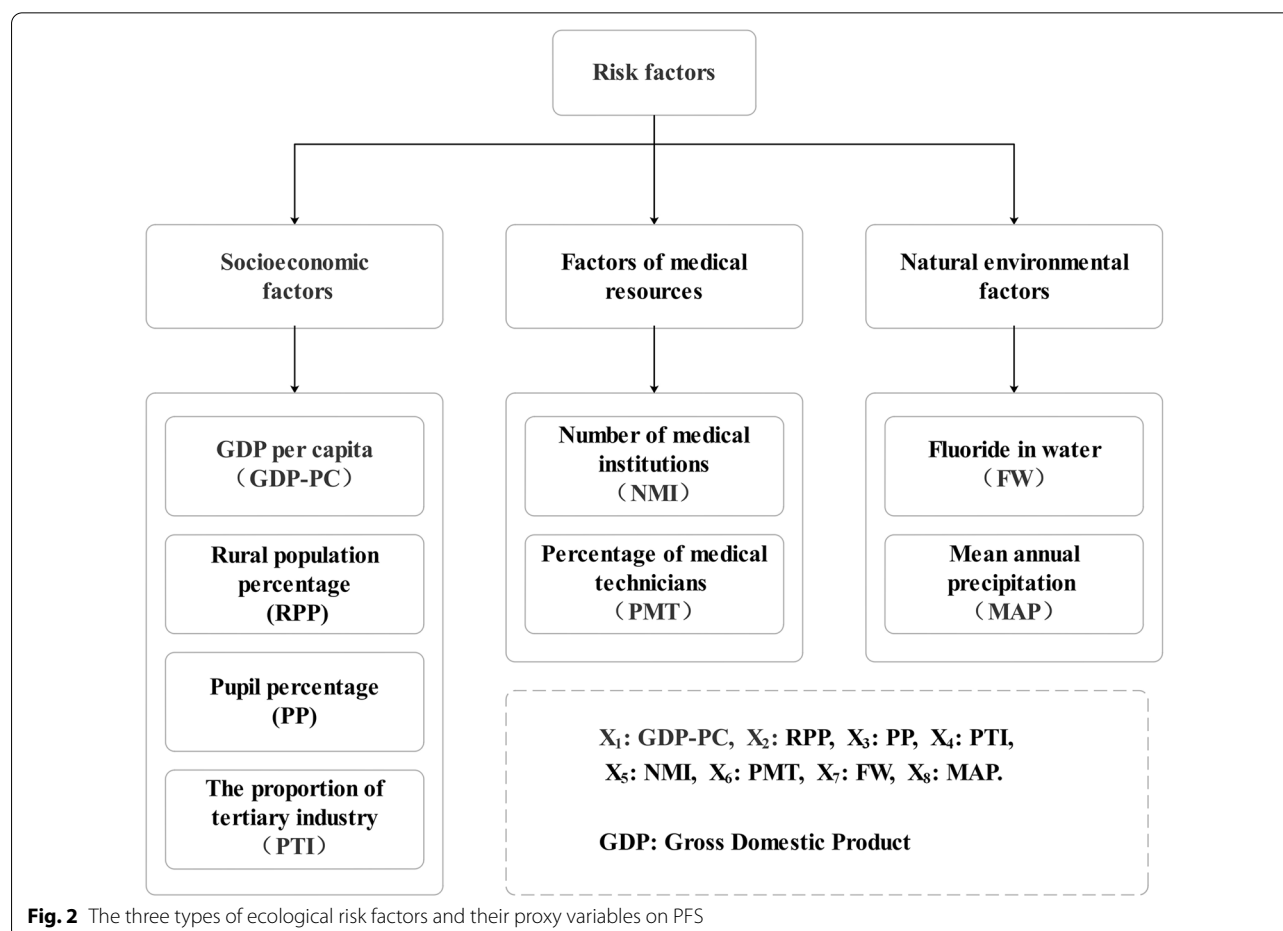 Risk factors
Socioeconomic
factors
Factors of medical
resources
Natural environmental
factors
GDP per capita
（GDP-PC）
Rural population
percentage
(RPP)
Pupil percentage
(PP)
The proportion of
tertiary industry
（PTI）
Number of medical
institutions
（NMI）
Percentage of medical
technicians
（PMT）
Fluoride in water
（FW）
Mean annual
precipitation
（MAP）
X₁: GDP-PC, X₂: RPP, X₃: PP, X₄: PTI,
X₅: NMI, X₆: PMT, X₇: FW, X₈: MAP.
GDP: Gross Domestic Product
Fig. 2 The three types of ecological risk factors and their proxy variables on PFS